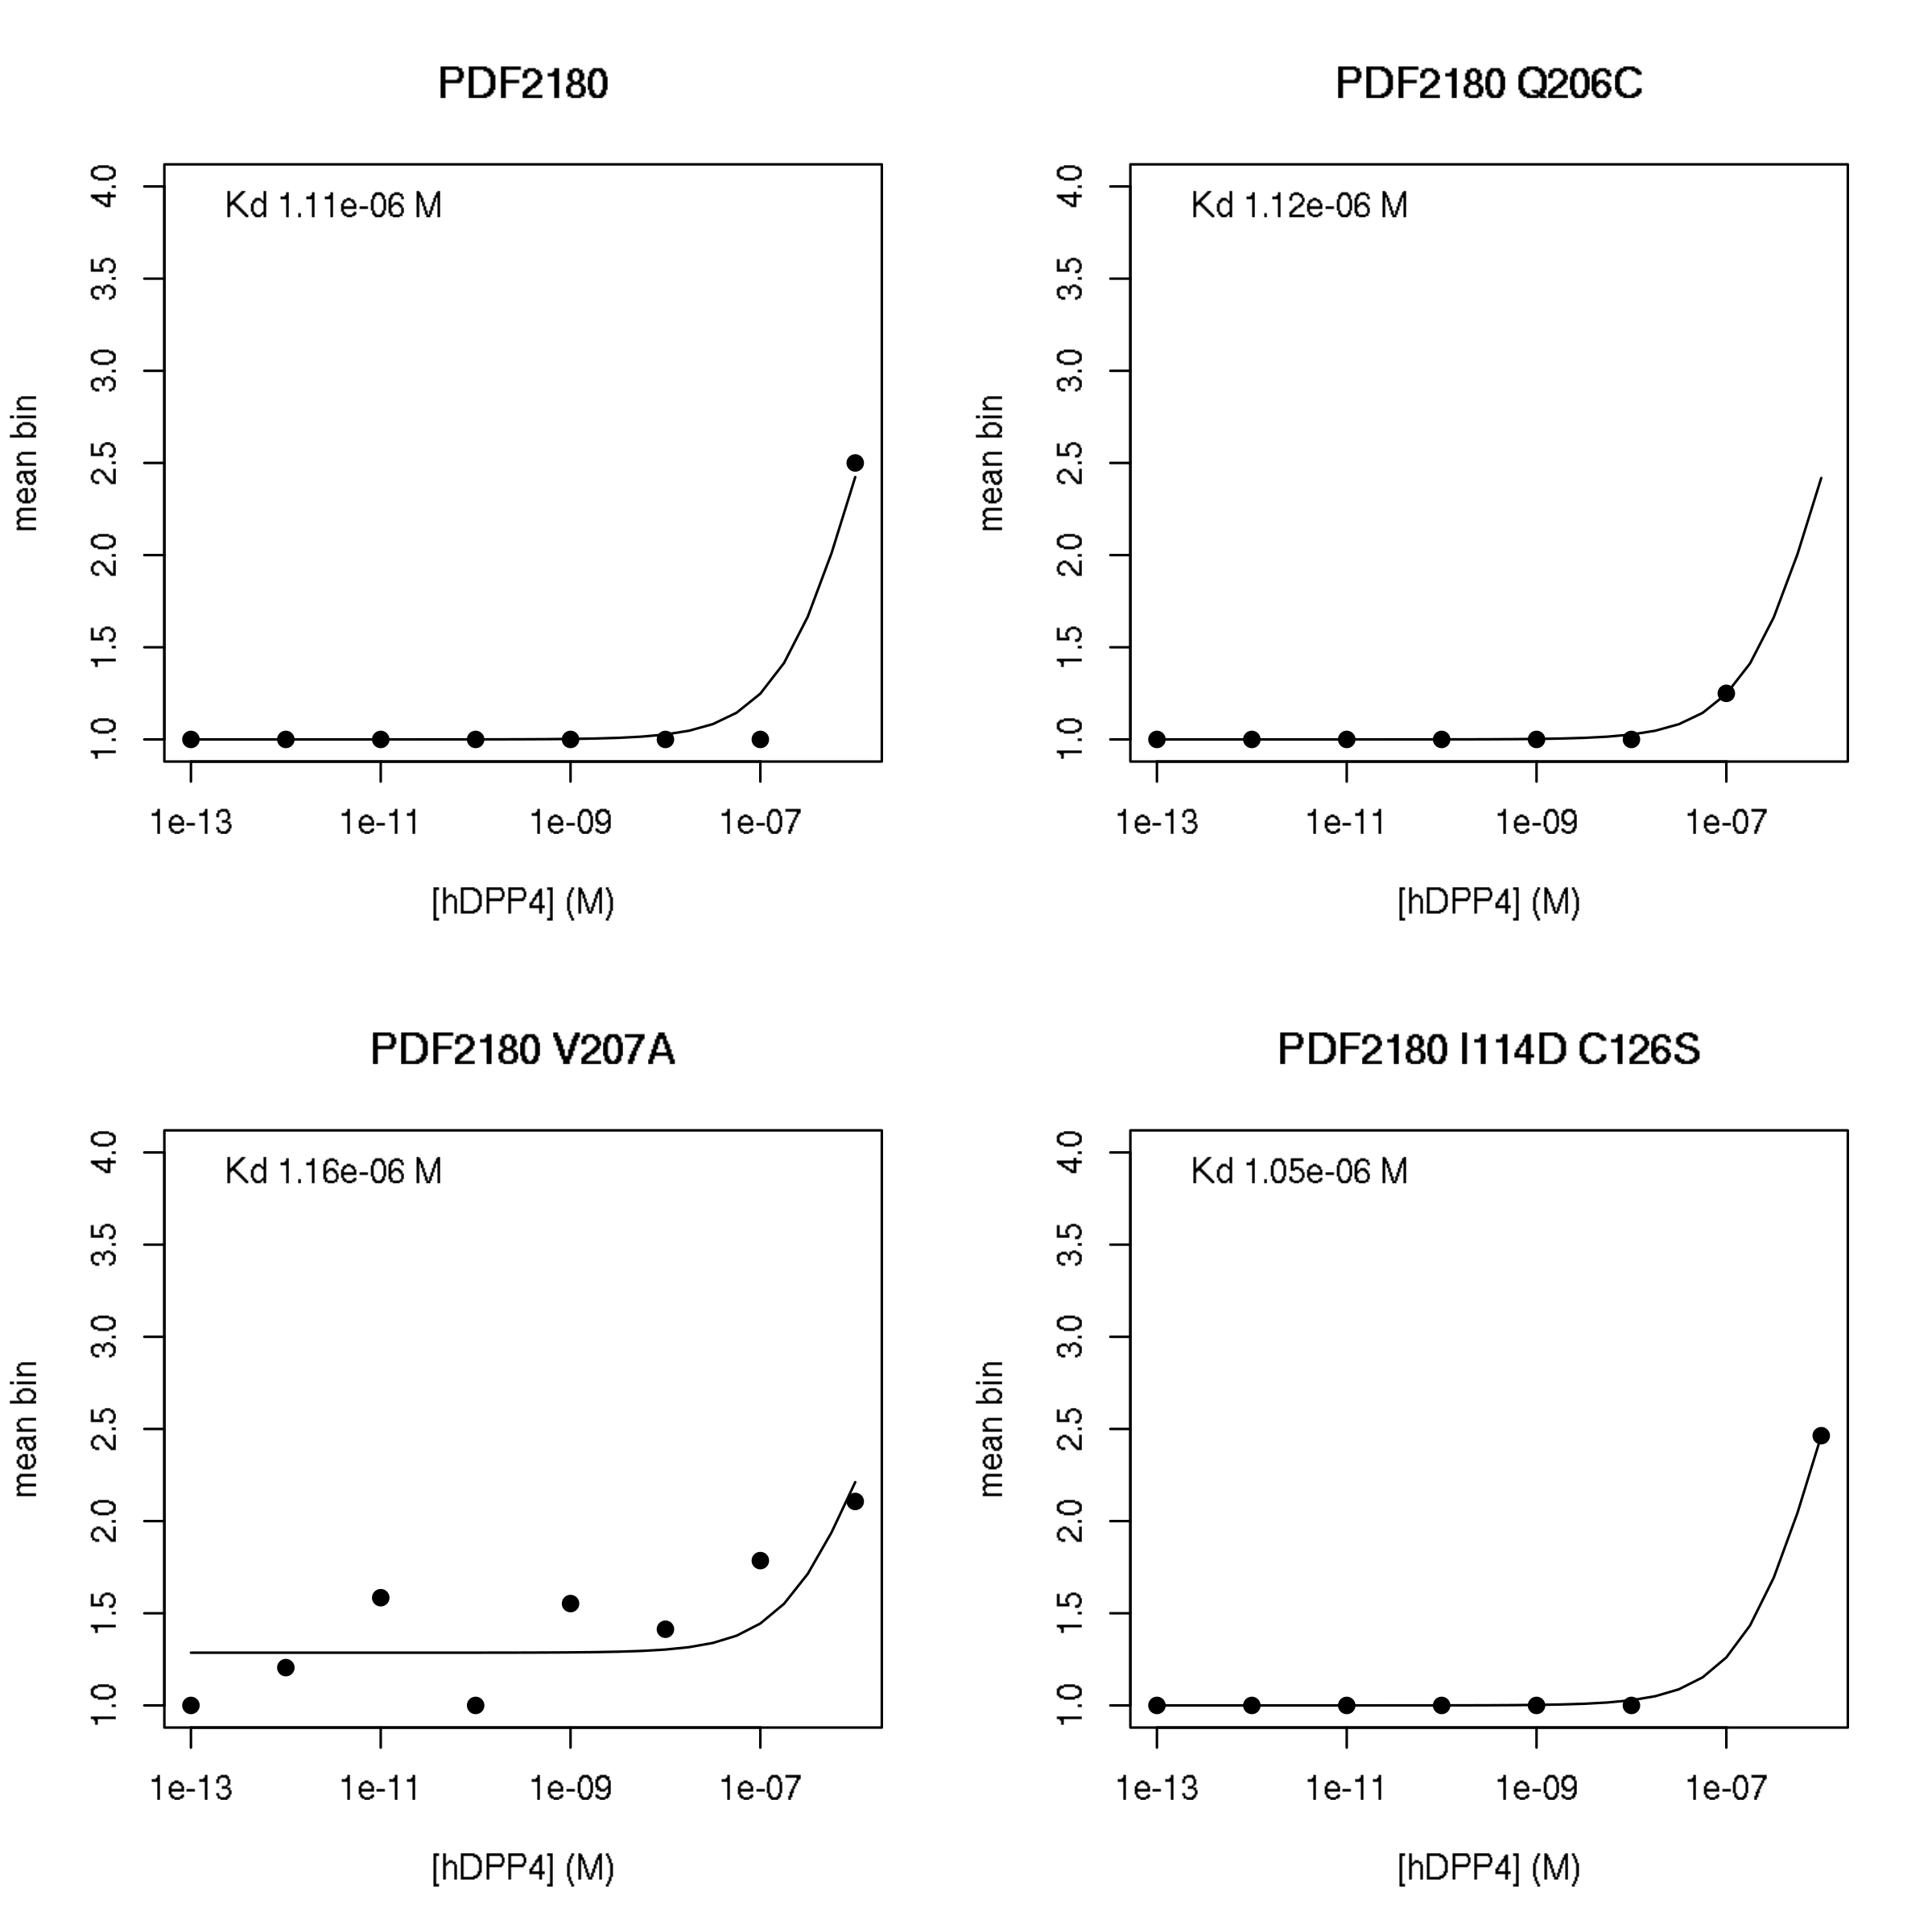 PDF2180
Kd 1.11e-06 M
mean bin
4.0
3.5
3.0
2.5
2.0
1.5
1.0
1e-13 1e-11 1e-09 1e-07
[hDPP4] (M)
PDF2180 Q206C
Kd 1.12e-06 M
mean bin
4.0
3.5
3.0
2.5
2.0
1.5
1.0
1e-13 1e-11 1e-09 1e-07
[hDPP4] (M)
PDF2180 V207A
Kd 1.16e-06 M
mean bin
4.0
3.5
3.0
2.5
2.0
1.5
1.0
1e-13 1e-11 1e-09 1e-07
[hDPP4] (M)
PDF2180 I114D C126S
Kd 1.05e-06 M
mean bin
4.0
3.5
3.0
2.5
2.0
1.5
1.0
1e-13 1e-11 1e-09 1e-07
[hDPP4] (M)